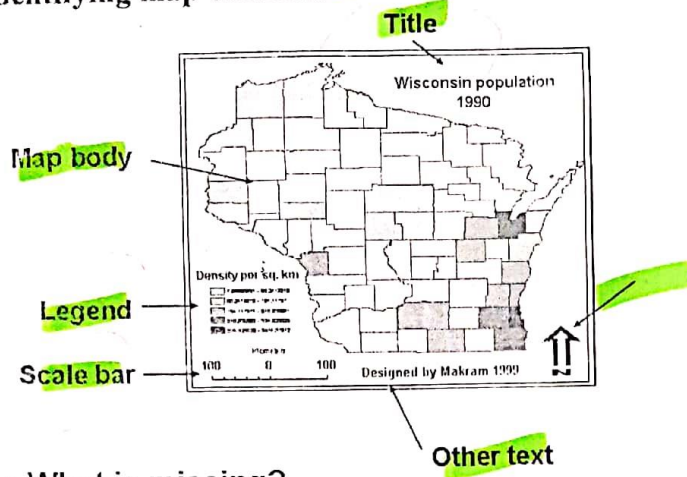 Title
Wisconsin population
1990
Map body
Density per sq. km
Legend
Scale bar
100 0 100
Designed by Makram 1999
N
Other text
What is missing?